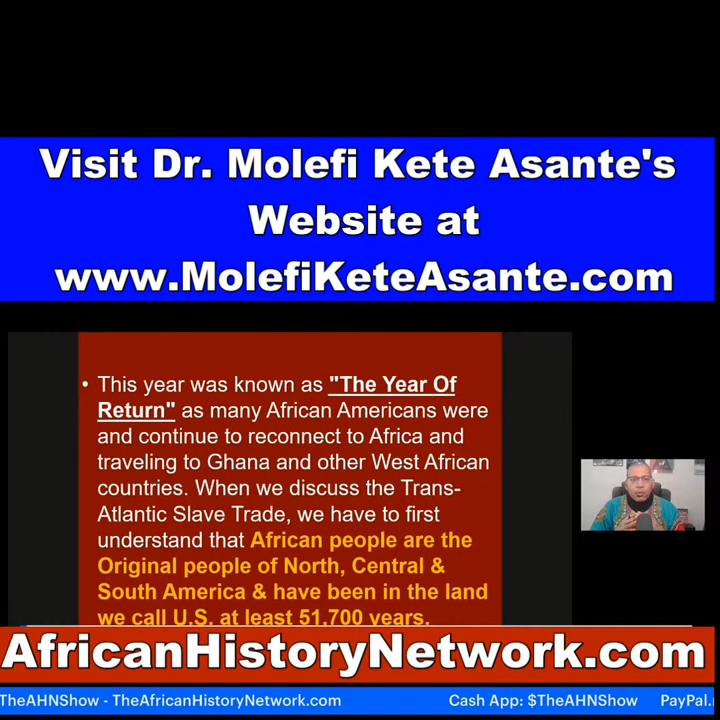 Visit Dr. Molefi Kete Asante's
Website at
www.MolefiKeteAsante.com
• This year was known as "The Year Of
Return" as many African Americans were
and continue to reconnect to Africa and
traveling to Ghana and other West African
countries. When we discuss the Trans-
Atlantic Slave Trade, we have to first
understand that African people are the
Original people of North, Central &
South America & have been in the land
we call U.S. at least 51,700 years.
AfricanHistoryNetwork.com
TheAHNShow - TheAfricanHistoryNetwork.com Cash App: $TheAHNShow PayPal.